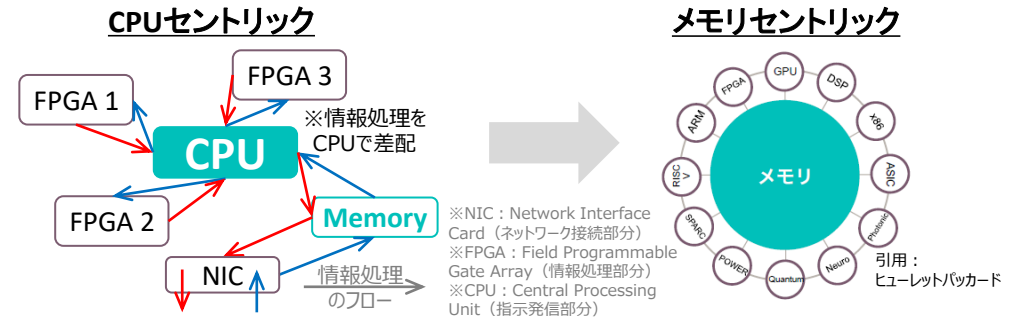 CPUセントリック
FPGA 1
FPGA 3
※情報処理を
CPUで差配
CPU
FPGA 2
Memory
NIC
情報処理
のフロー
※NIC：Network Interface
Card（ネットワーク接続部分）
※FPGA：Field Programmable
Gate Array（情報処理部分）
※CPU：Central Processing
Unit（指示発信部分）
メモリセントリック
GPU
DSP
x86
ASIC
Photonic
Neuro
Quantum
POWER
SPARC
RISC
V
ARM
FPGA
メモリ
引用：
ヒューレットパッカード